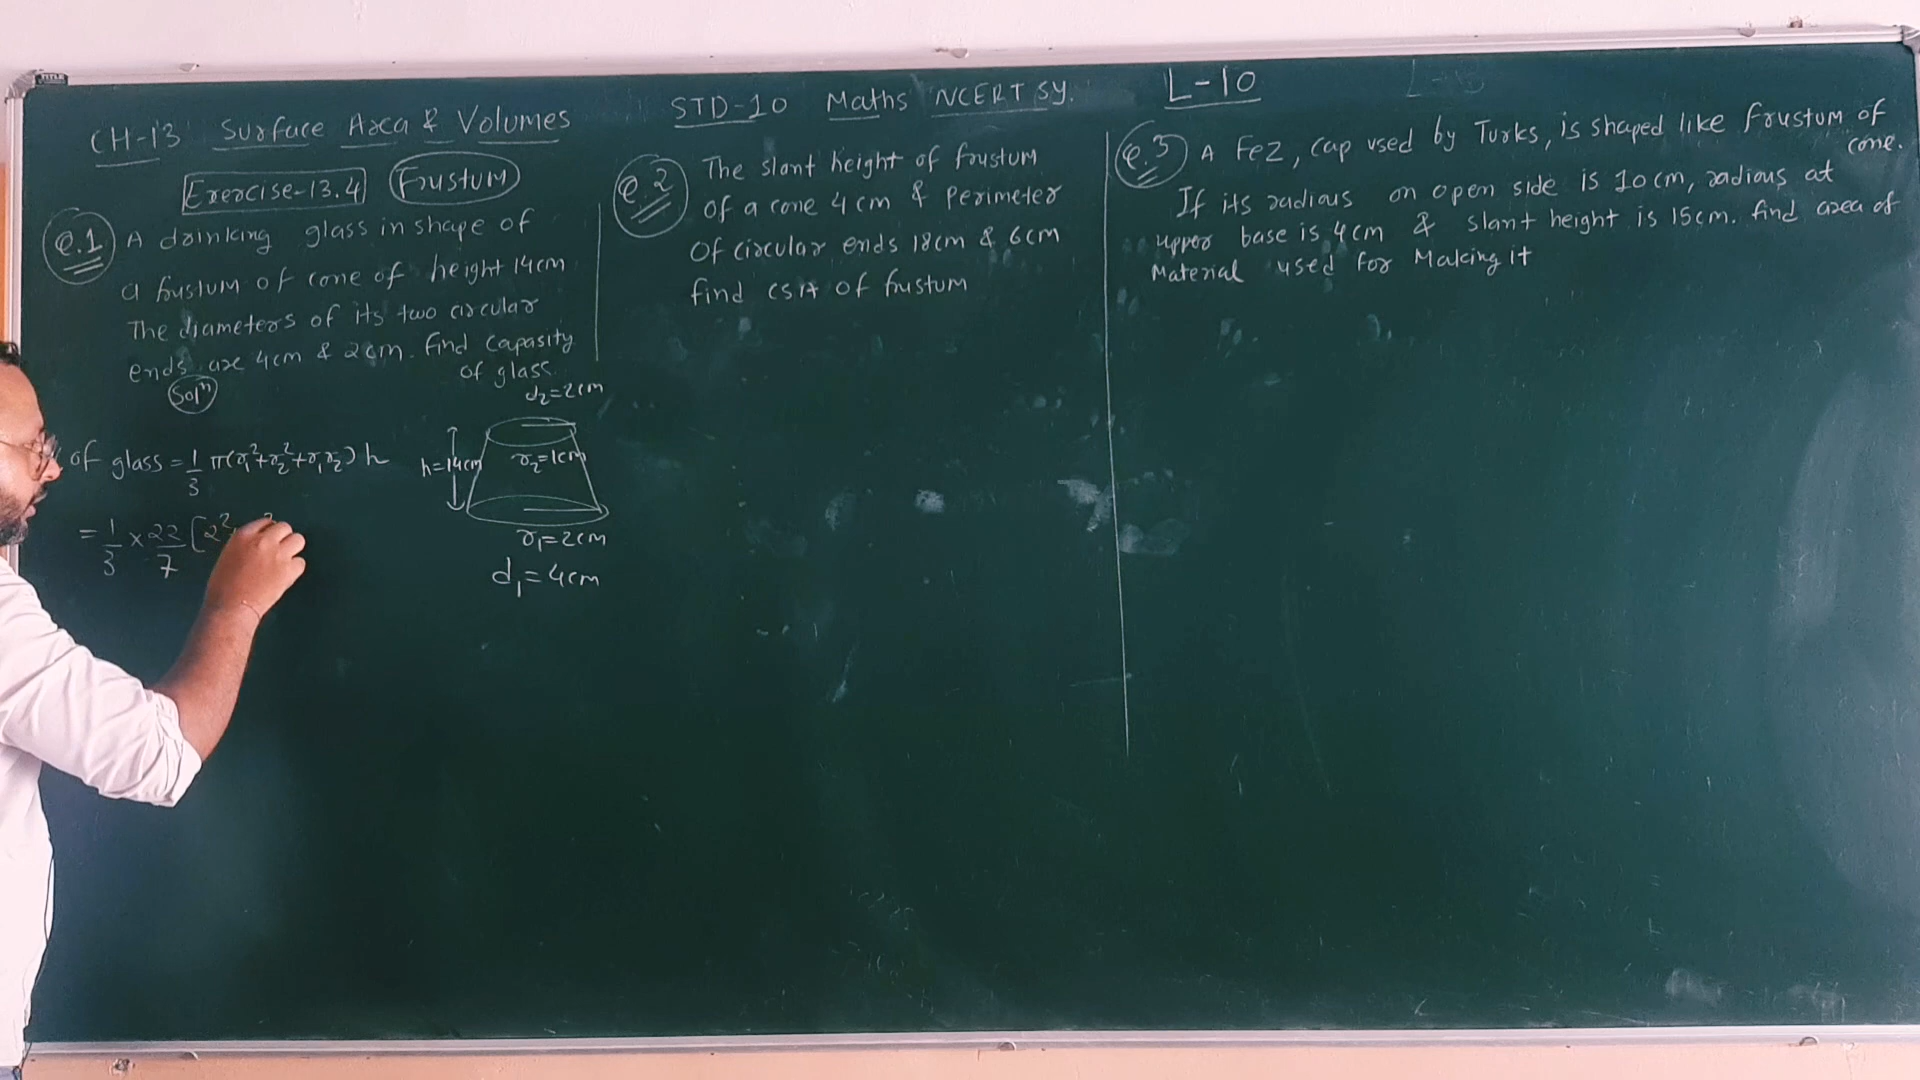 STD-10 Maths NCERT sy. L-10
CH-13 Surface Area & Volumes
Exercise-13.4 Frustum
Q.1 A drinking glass in shape of
a frustum of cone of height 14cm
The diameters of its two circular
ends are 4cm & 2cm. Find capasity
of glass.
Solⁿ
d₂=2cm
of glass = 1/3 π(r₁²+r₂²+r₁r₂)h
h=14cm
r₂=1cm
= 1/3 × 22/7 [2²
r₁=2cm
d₁=4cm
Q.2 The slant height of frustum
of a cone 4cm & Perimeter
of circular ends 18cm & 6cm
find CSA of frustum
Q.3 A Fez, cap used by Turks, is shaped like frustum of
cone.
If its radious on open side is 10cm, radious at
upper base is 4cm & slant height is 15cm. find area of
Material used for Making it